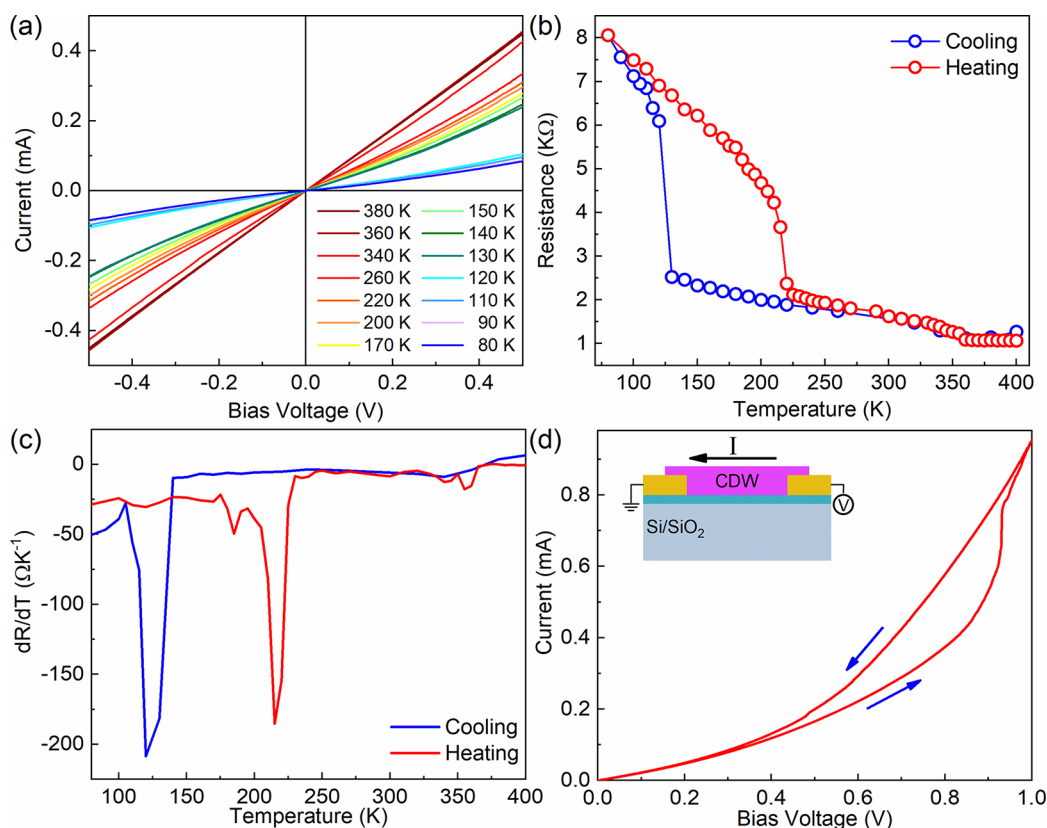 (a)
0.4
0.2
0.0
-0.2
-0.4
Current (mA)
380 K
360 K
340 K
260 K
220 K
200 K
170 K
150 K
140 K
130 K
120 K
110 K
90 K
80 K
-0.4 -0.2 0.0 0.2 0.4
Bias Voltage (V)
(b)
8
7
6
5
4
3
2
1
Resistance (KΩ)
Cooling
Heating
100 150 200 250 300 350 400
Temperature (K)
(c)
0
-50
-100
-150
-200
dR/dT (ΩK⁻¹)
Cooling
Heating
100 150 200 250 300 350 400
Temperature (K)
(d)
0.8
0.6
0.4
0.2
0.0
Current (mA)
I
CDW
V
Si/SiO₂
0.0 0.2 0.4 0.6 0.8 1.0
Bias Voltage (V)